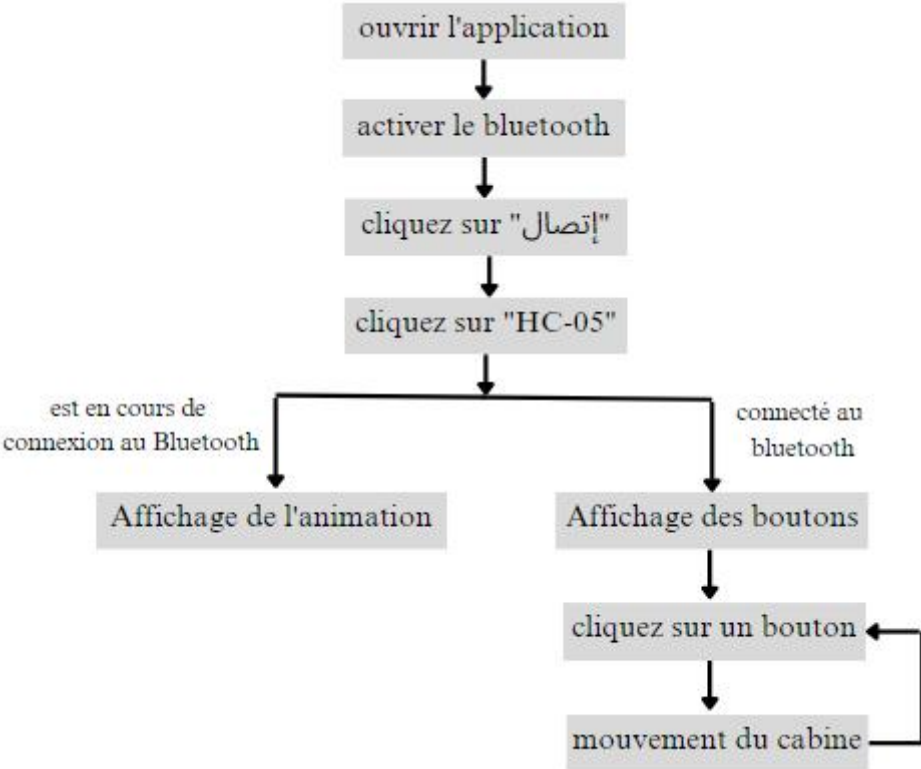 ouvrir l'application
activer le bluetooth
cliquez sur "إتصال"
cliquez sur "HC-05"
est en cours de
connexion au Bluetooth
connecté au
bluetooth
Affichage de l'animation
Affichage des boutons
cliquez sur un bouton
mouvement du cabine